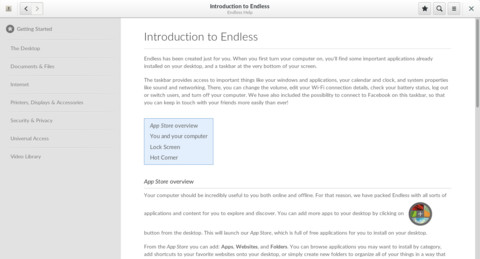 Introduction to Endless
Endless Help
Getting Started
The Desktop
Documents & Files
Internet
Printers, Displays & Accessories
Security & Privacy
Universal Access
Video Library
Introduction to Endless
Endless has been created just for you. When you first turn your computer on, you'll find some important applications already
installed on your desktop, and a taskbar at the very bottom of your screen.
The taskbar provides access to important things like your windows and applications, your calendar and clock, and system properties
like sound and networking. There, you can change the volume, edit your Wi-Fi connection details, check your battery status, log out
or switch users, and turn off your computer. We have also included the possibility to connect to Facebook on this taskbar, so that
you can keep in touch with your friends more easily than ever!
App Store overview
You and your computer
Lock Screen
Hot Corner
App Store overview
Your computer should be incredibly useful to you both online and offline. For that reason, we have packed Endless with all sorts of
applications and content for you to explore and discover. You can add more apps to your desktop by clicking on
button from the desktop. This will launch our App Store, which is full of free applications for you to install on your desktop.
From the App Store you can add: Apps, Websites, and Folders. You can browse applications you may want to install by category,
add shortcuts to your favorite websites onto your desktop, or simply create new folders to organize all of your things in a way that